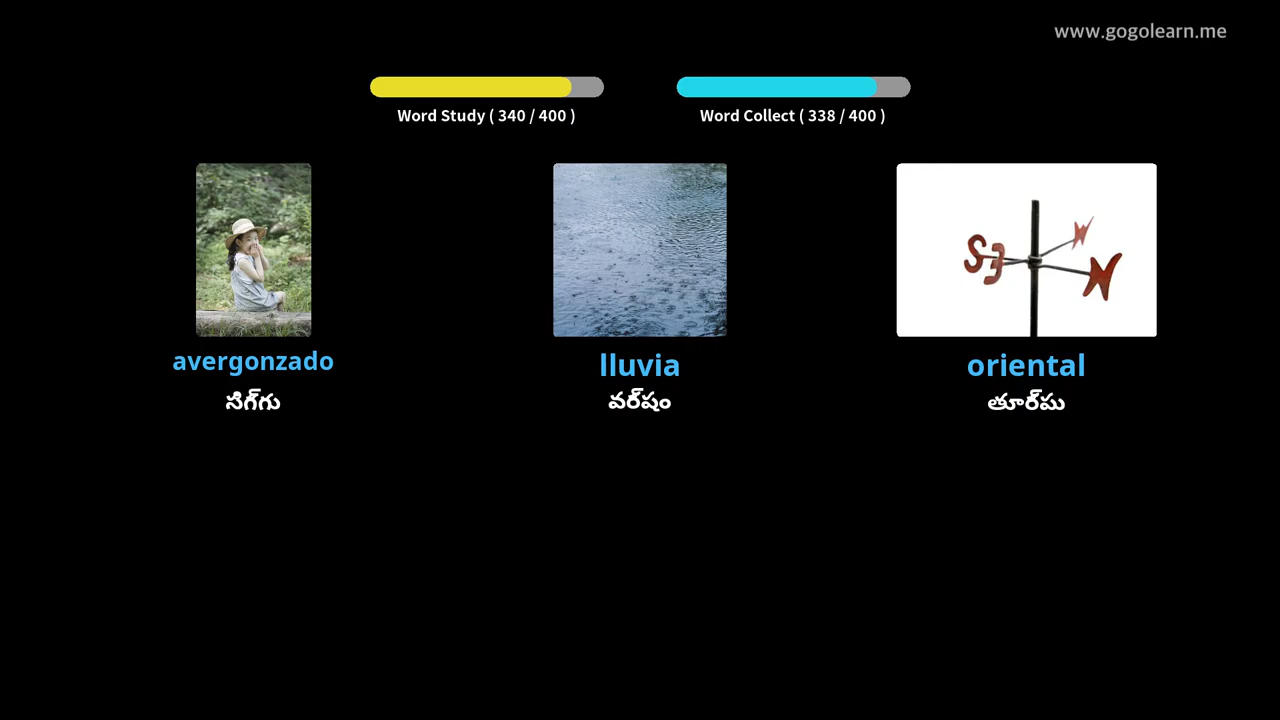 www.gogolearn.me
Word Study ( 340 / 400 )
Word Collect ( 338 / 400 )
avergonzado
సిగ్‌గు
lluvia
వర్‌షం
oriental
తూర్‌పు